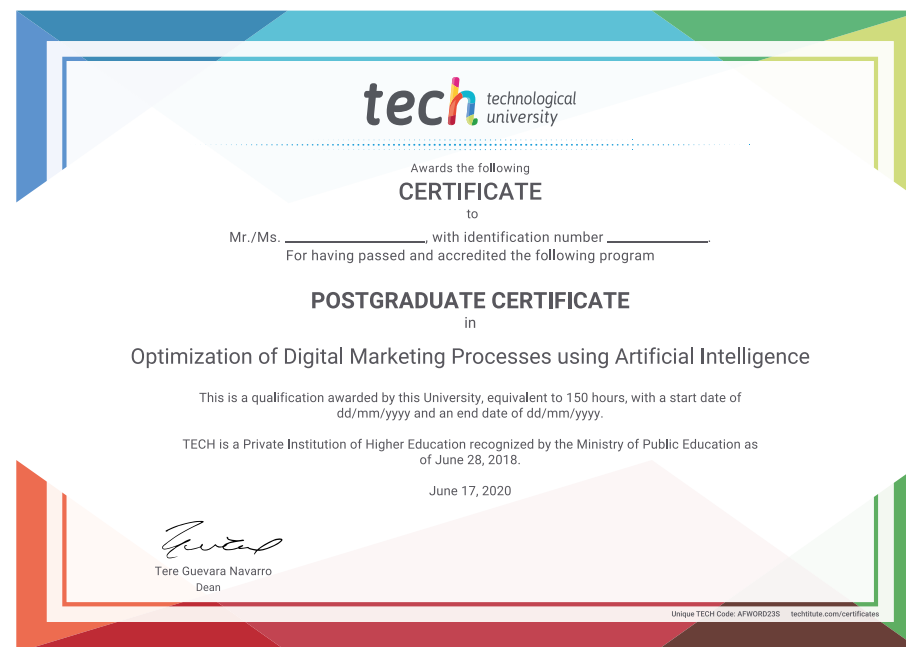 tech technological
university
Awards the following
CERTIFICATE
to
Mr./Ms. ____________________, with identification number ______________.
For having passed and accredited the following program
POSTGRADUATE CERTIFICATE
in
Optimization of Digital Marketing Processes using Artificial Intelligence
This is a qualification awarded by this University, equivalent to 150 hours, with a start date of
dd/mm/yyyy and an end date of dd/mm/yyyy.
TECH is a Private Institution of Higher Education recognized by the Ministry of Public Education as
of June 28, 2018.
June 17, 2020
Tere Guevara Navarro
Dean
Unique TECH Code: AFWORD23S techtitute.com/certificates